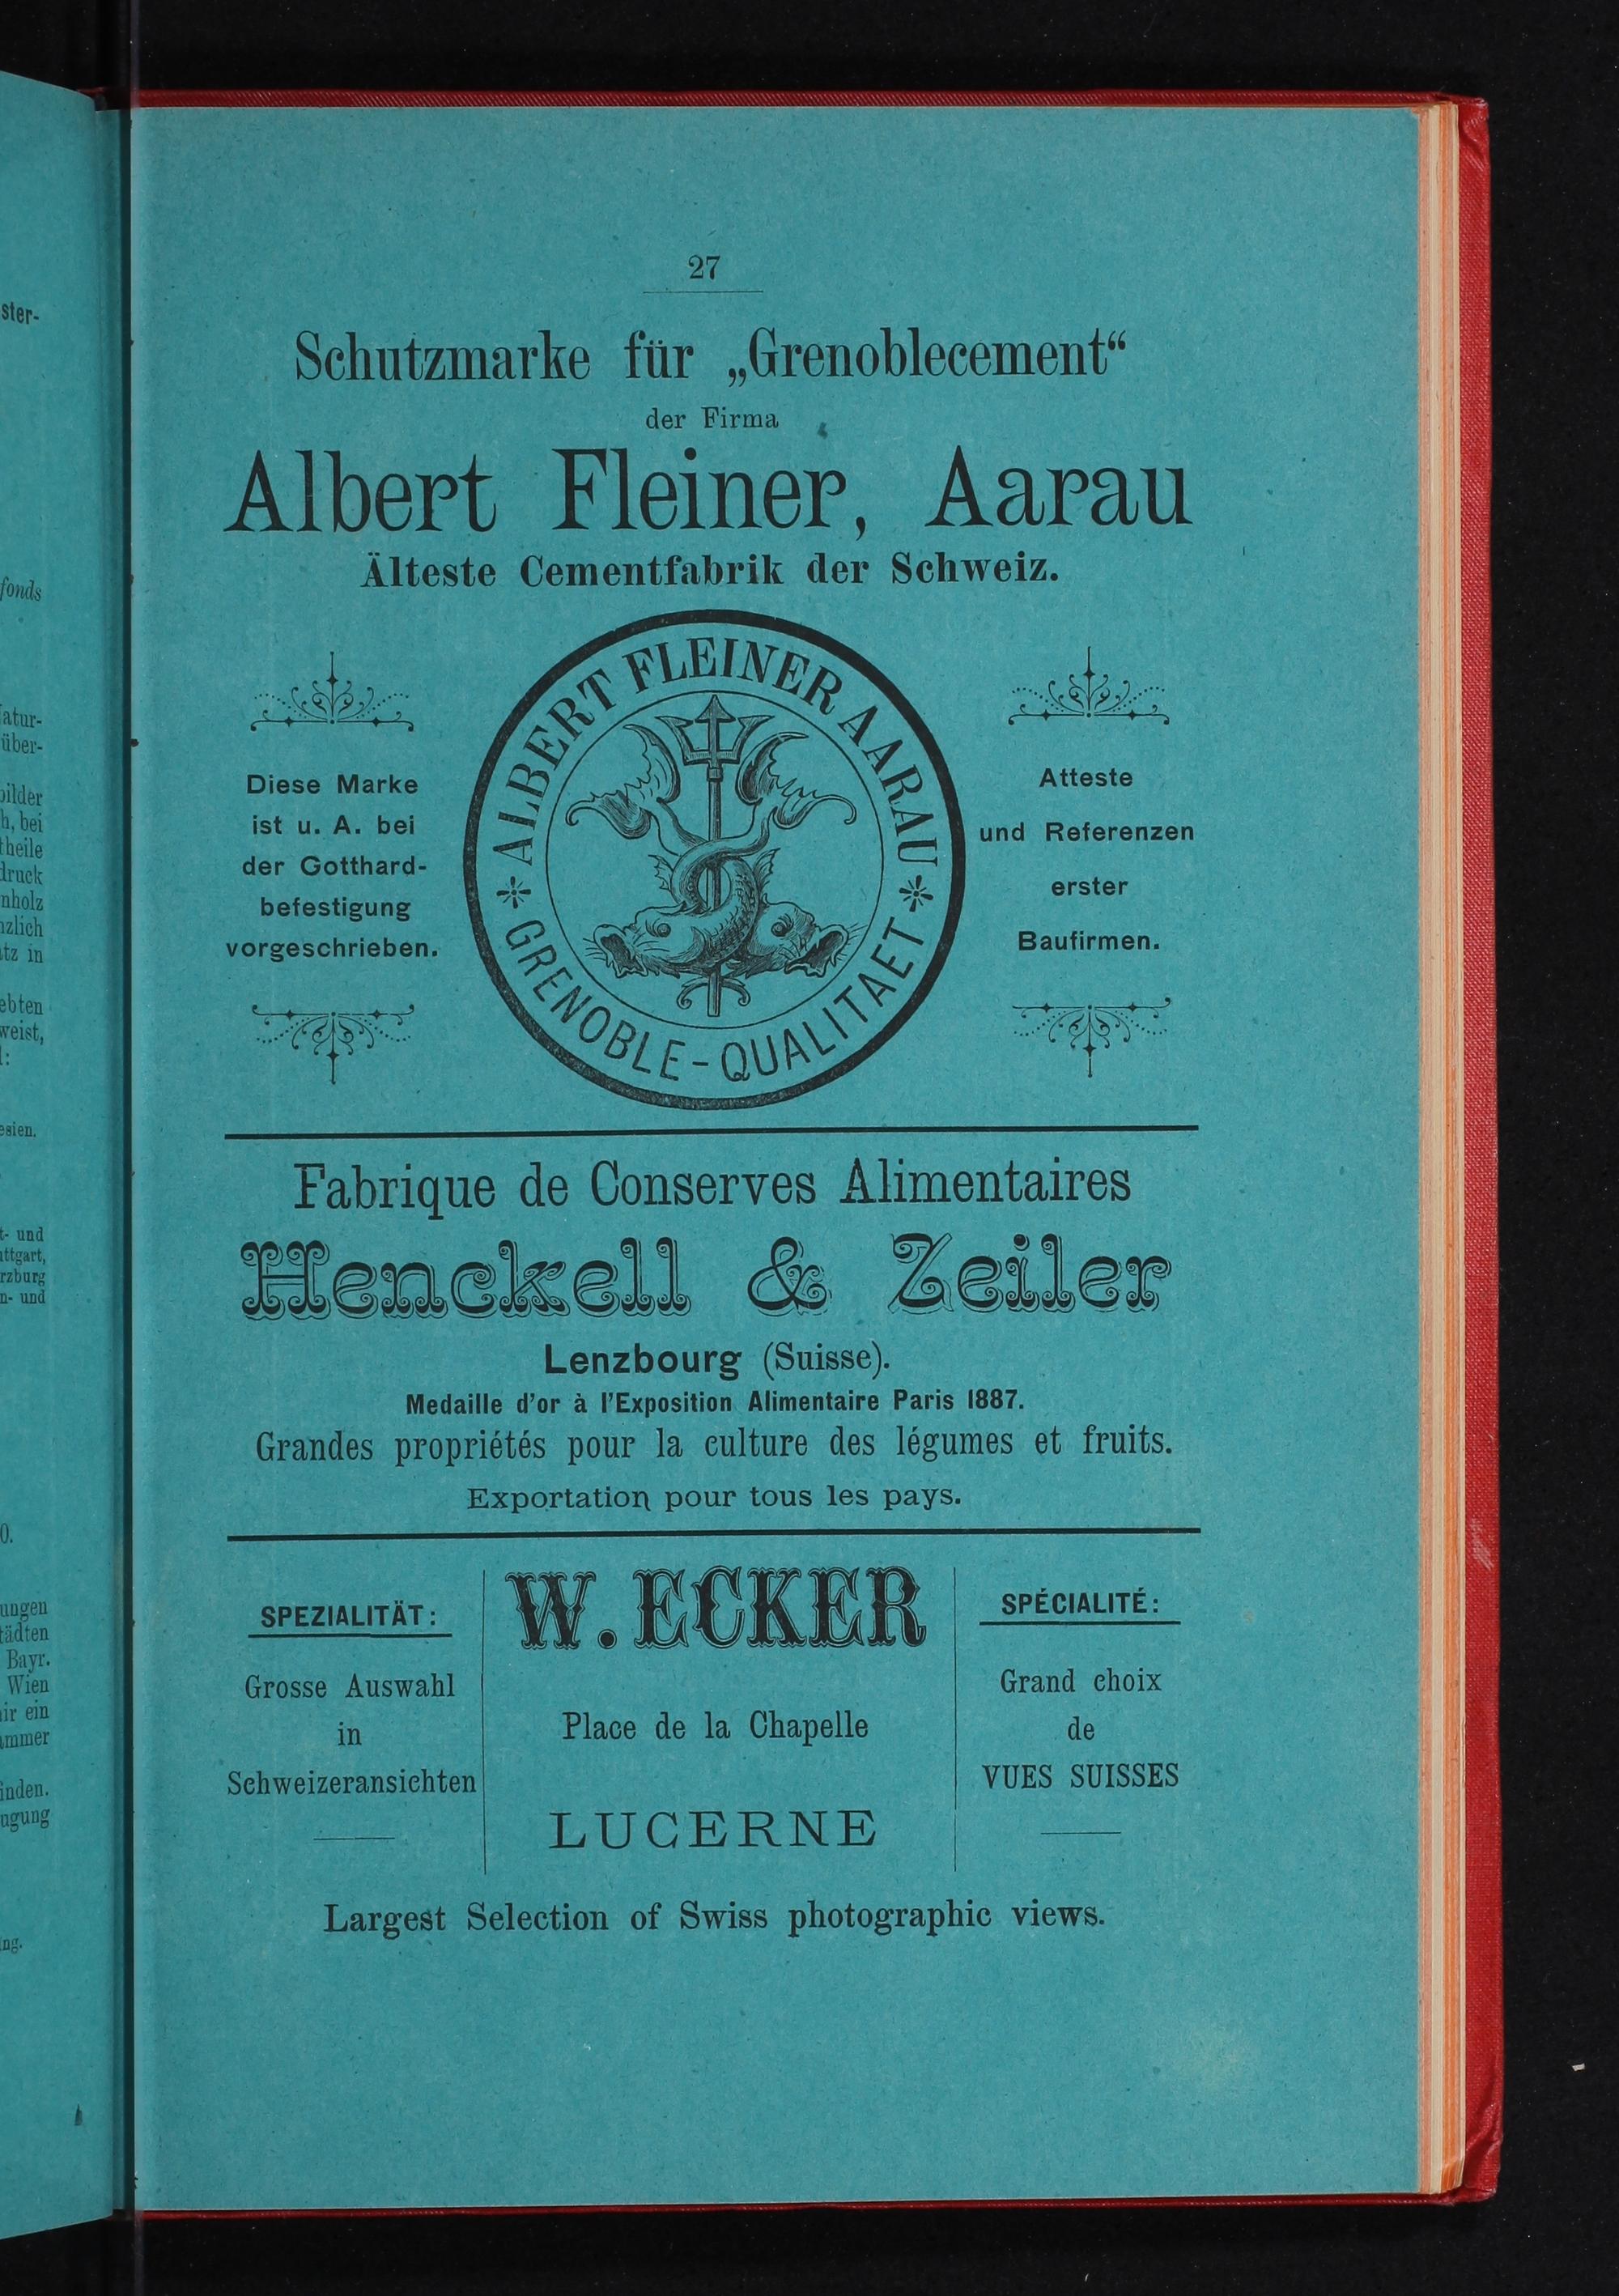 27
Schutzmarke für „Grenoblecement“
der Firma
Albert Fleiner, Aarau
Älteste Cementfabrik der Schweiz.
Diese Marke
ist u. A. bei
der Gotthard-
befestigung
vorgeschrieben.
ALBERT FLEINER AARAU
* GRENOBLE-QUALITAET *
Atteste
und Referenzen
erster
Baufirmen.
Fabrique de Conserves Alimentaires
Henckell & Zeiler
Lenzbourg (Suisse).
Medaille d'or à l'Exposition Alimentaire Paris 1887.
Grandes propriétés pour la culture des légumes et fruits.
Exportation pour tous les pays.
SPEZIALITÄT:
Grosse Auswahl
in
Schweizeransichten
W. ECKER
Place de la Chapelle
LUCERNE
SPÉCIALITÉ:
Grand choix
de
VUES SUISSES
Largest Selection of Swiss photographic views.